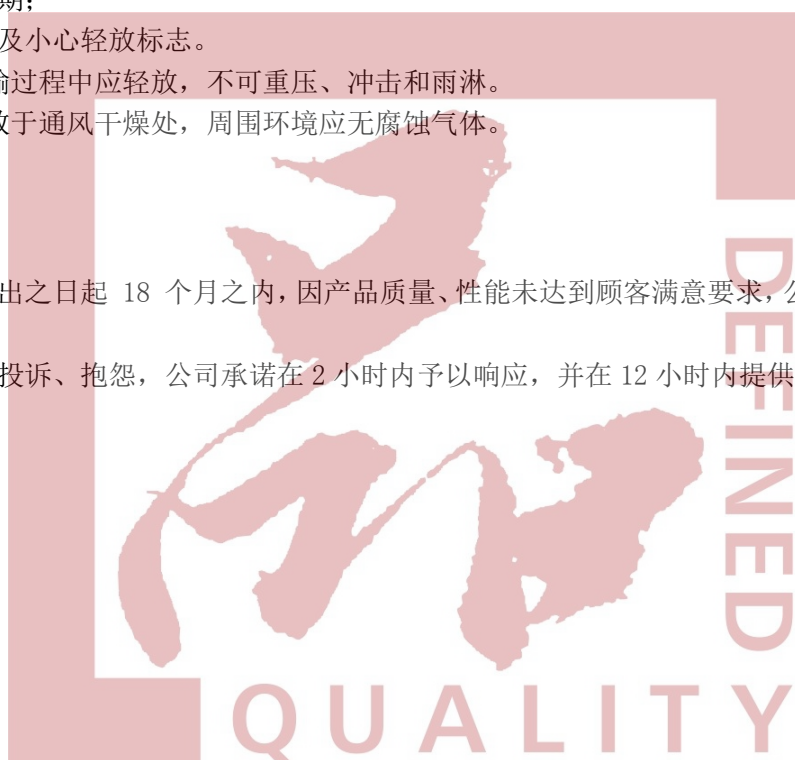 期；
及小心轻放标志。
输过程中应轻放，不可重压、冲击和雨淋。
放于通风干燥处，周围环境应无腐蚀气体。
出之日起 18 个月之内，因产品质量、性能未达到顾客满意要求，公
投诉、抱怨，公司承诺在 2 小时内予以响应，并在 12 小时内提供
DEFINED
QUALITY